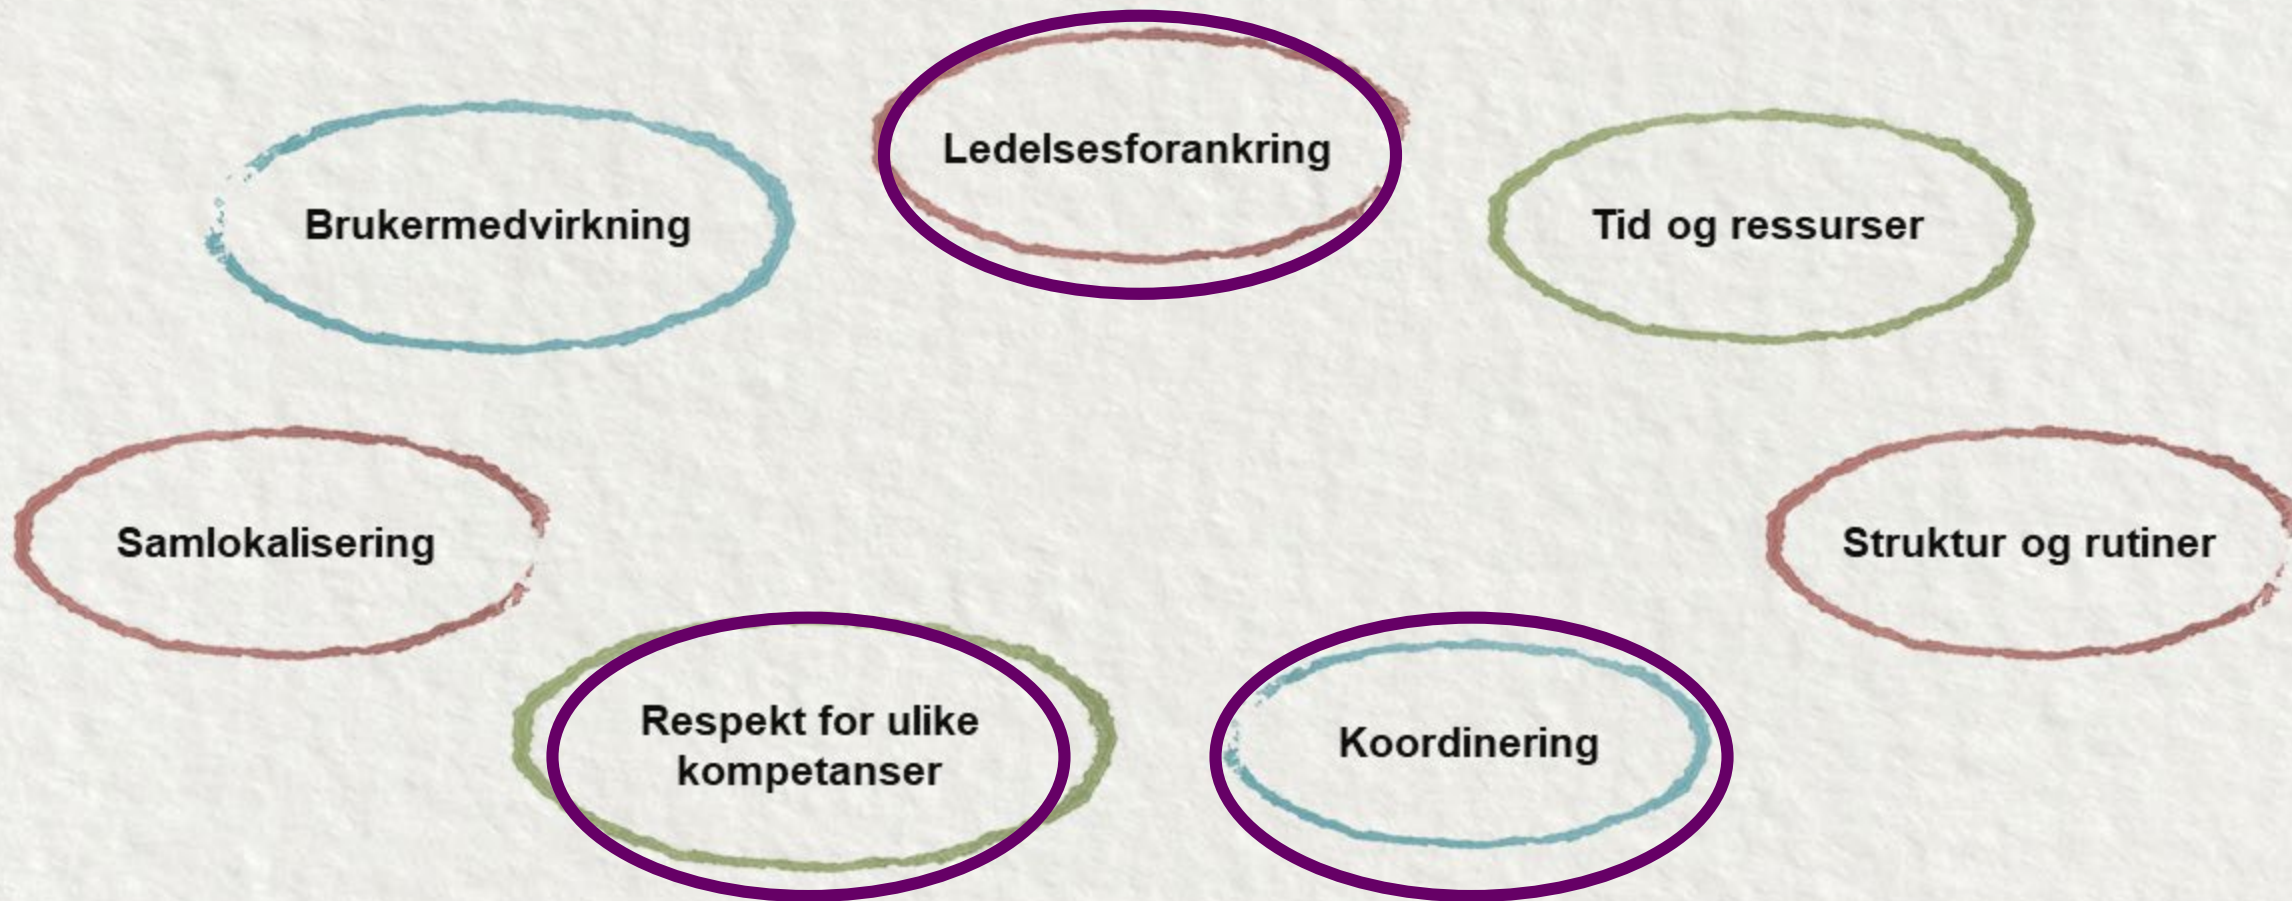 Ledelsesforankring
Brukermedvirkning
Tid og ressurser
Samlokalisering
Struktur og rutiner
Respekt for ulike
kompetanser
Koordinering